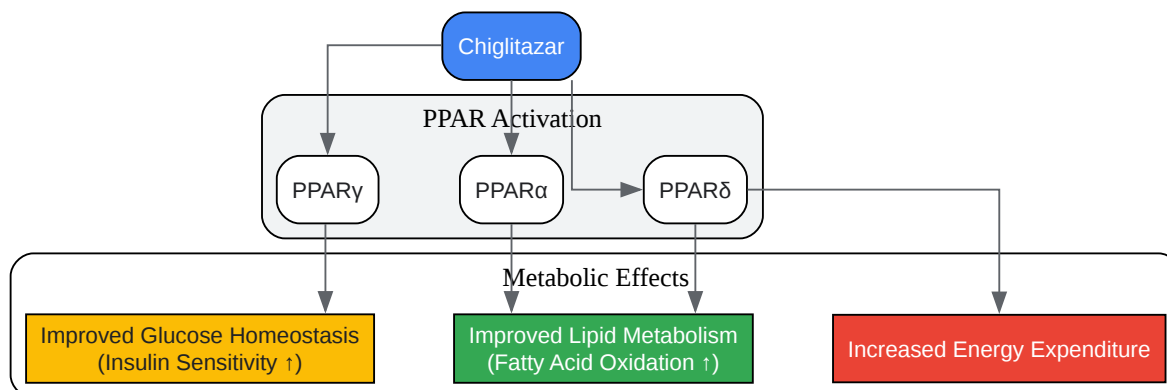 Chiglitazar
PPAR Activation
PPARγ
PPARα
PPARδ
Metabolic Effects
Improved Glucose Homeostasis
(Insulin Sensitivity ↑)
Improved Lipid Metabolism
(Fatty Acid Oxidation ↑)
Increased Energy Expenditure